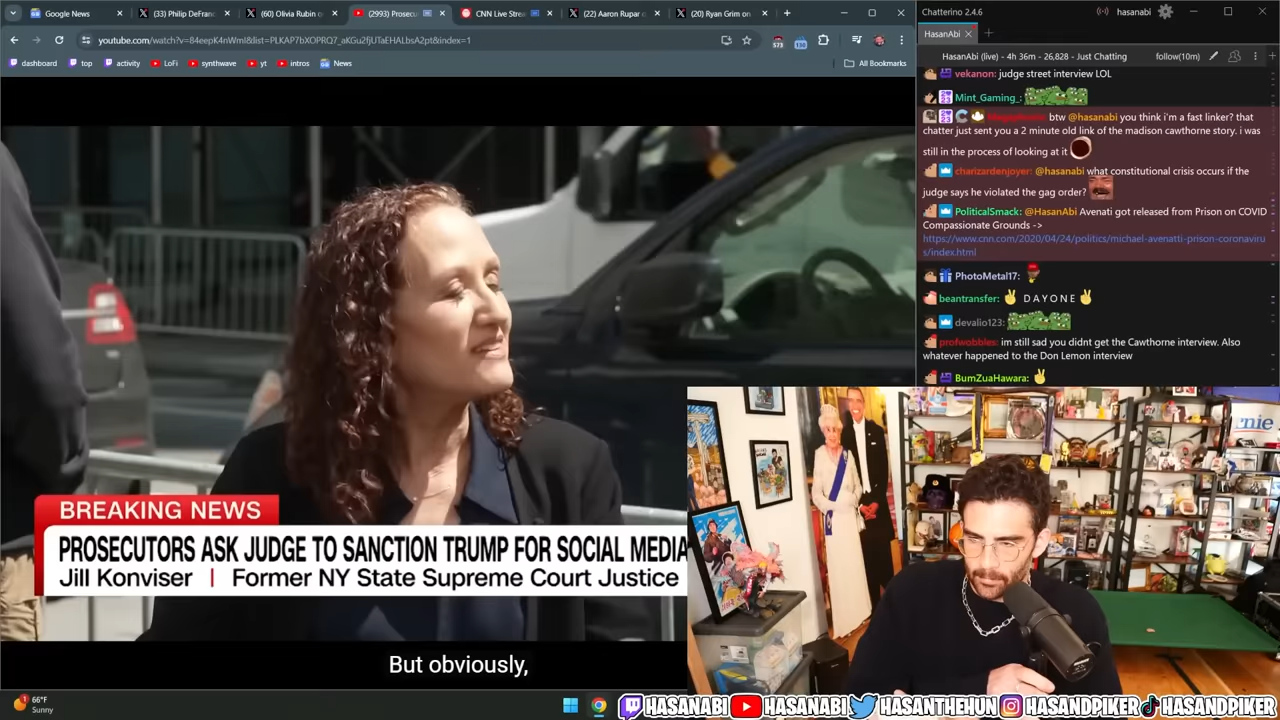 Google News
(33) Philip DeFran
(60) Olivia Rubin
(2993) Prosecu
CNN Live Stre
(22) Aaron Rupar
(20) Ryan Grim on
youtube.com/watch?v=84eepK4nWmI&list=PLKAP7bXOPRQ7_aKGu2fjUTaEHALbsA2pt&index=1
573
130
dashboard
top
activity
LoFi
synthwave
yt
intros
News
All Bookmarks
Chatterino 2.4.6
hasanabi
HasanAbi
HasanAbi (live) - 4h 36m - 26,828 - Just Chatting
follow(10m)
vekanon: judge street interview LOL
Mint_Gaming_:
btw @hasanabi you think i'm a fast linker? that
chatter just sent you a 2 minute old link of the madison cawthorne story. i was
still in the process of looking at it
charizardenjoyer: @hasanabi what constitutional crisis occurs if the
judge says he violated the gag order?
PoliticalSmack: @HasanAbi Avenati got released from Prison on COVID
Compassionate Grounds ->
https://www.cnn.com/2020/04/24/politics/michael-avenatti-prison-coronaviru
s/index.html
PhotoMetal17:
beantransfer: ✌ D A Y O N E ✌
devalio123:
profwobbles: im still sad you didnt get the Cawthorne interview. Also
whatever happened to the Don Lemon interview
BumZuaHawara: ✌
BREAKING NEWS
PROSECUTORS ASK JUDGE TO SANCTION TRUMP FOR SOCIAL MEDIA
Jill Konviser | Former NY State Supreme Court Justice
But obviously,
rnie
1
66°F
Sunny
HASANABI
HASANABI
HASANTHEHUN
HASANDPIKER
HASANDPIKER